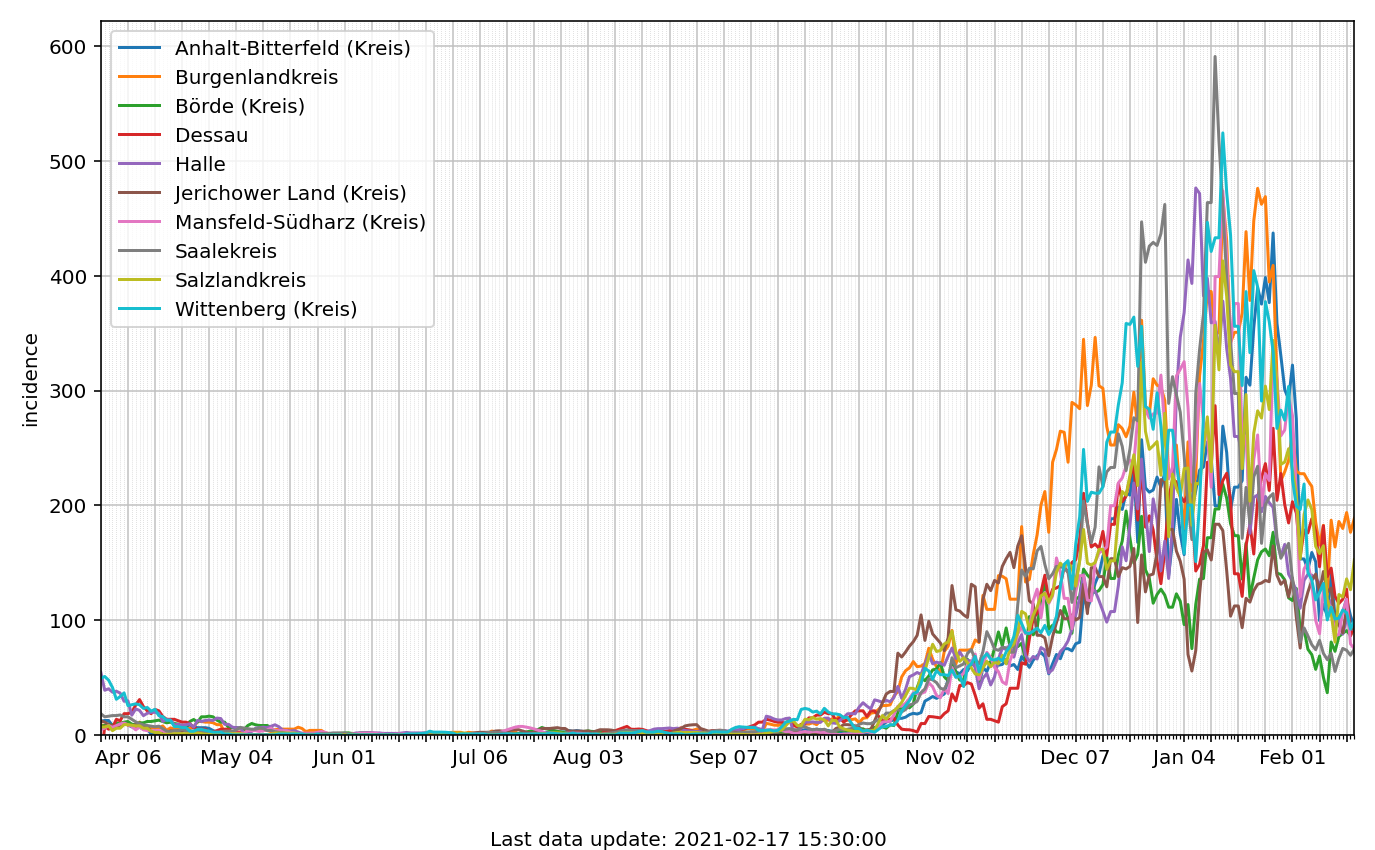 600
500
400
300
200
100
0
incidence
Anhalt-Bitterfeld (Kreis)
Burgenlandkreis
Börde (Kreis)
Dessau
Halle
Jerichower Land (Kreis)
Mansfeld-Südharz (Kreis)
Saalekreis
Salzlandkreis
Wittenberg (Kreis)
Apr 06 May 04 Jun 01 Jul 06 Aug 03 Sep 07 Oct 05 Nov 02 Dec 07 Jan 04 Feb 01
Last data update: 2021-02-17 15:30:00